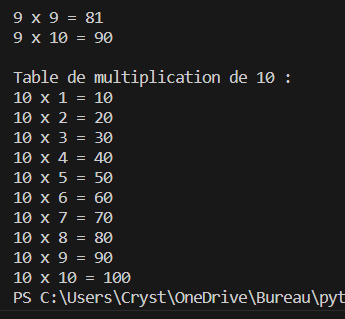 9 x 9 = 81
9 x 10 = 90
Table de multiplication de 10 :
10 x 1 = 10
10 x 2 = 20
10 x 3 = 30
10 x 4 = 40
10 x 5 = 50
10 x 6 = 60
10 x 7 = 70
10 x 8 = 80
10 x 9 = 90
10 x 10 = 100
PS C:\Users\Cryst\OneDrive\Bureau\pyt